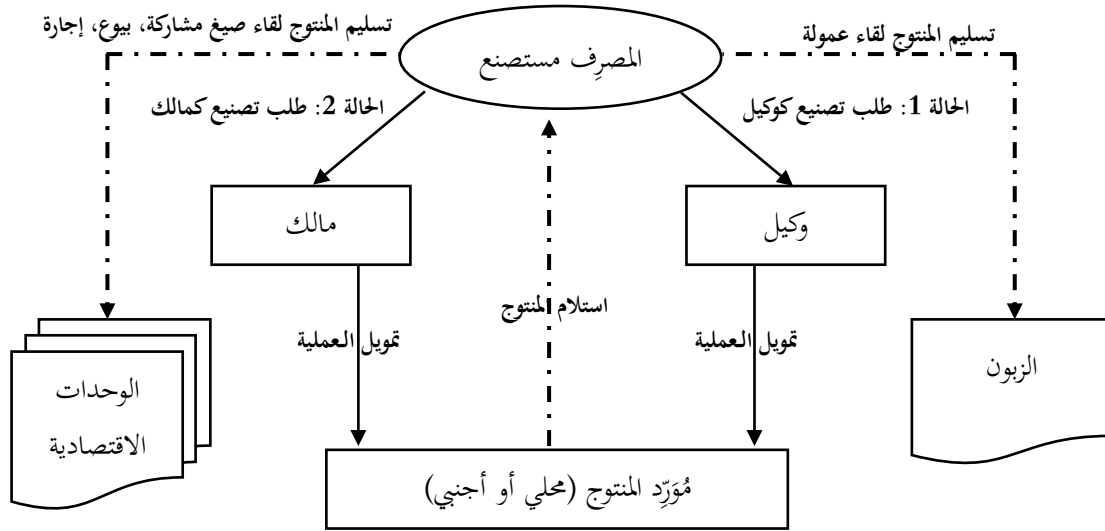 تسليم المنتوج لقاء عمولة
تسليم المنتوج لقاء صيغ مشاركة، بيوع، إجارة
المصرِف مستصنع
الحالة 1: طلب تصنيع كوكيل
الحالة 2: طلب تصنيع كمالك
وكيل
مالك
استلام المنتوج
تمويل العملية
تمويل العملية
الزبون
الوحدات
الاقتصادية
مُوَرِّد المنتوج (محلي أو أجنبي)